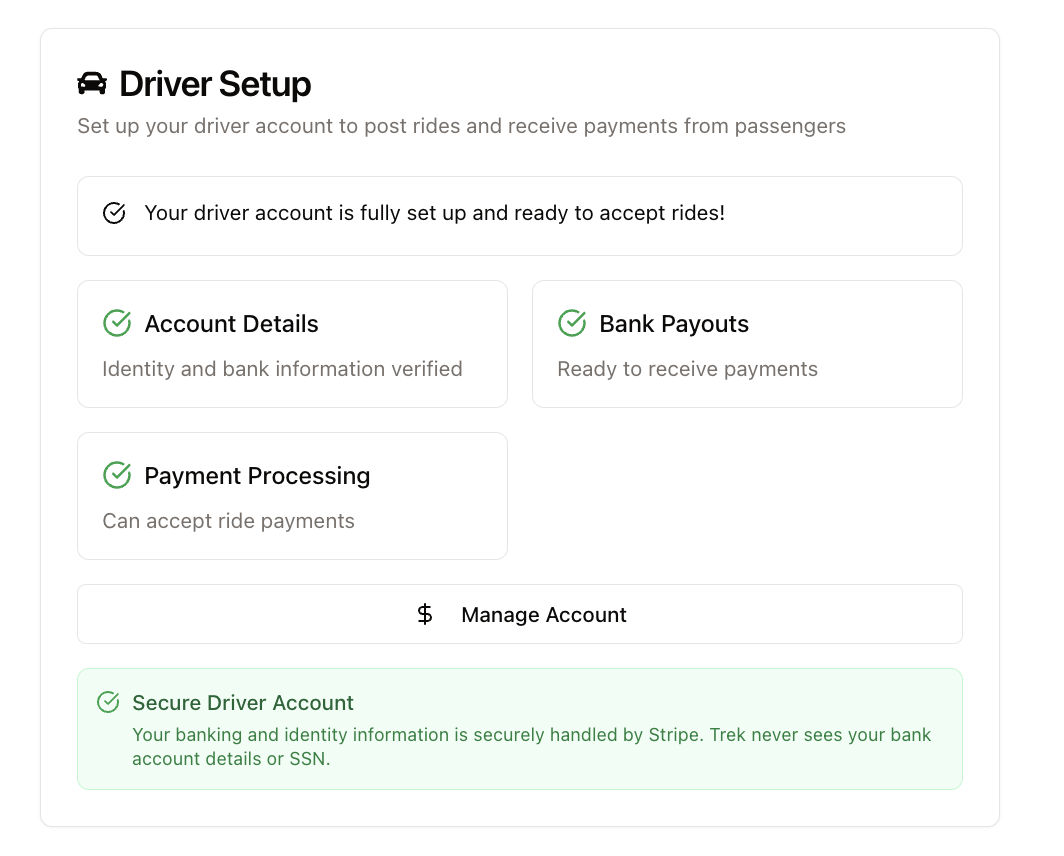 Driver Setup
Set up your driver account to post rides and receive payments from passengers
Your driver account is fully set up and ready to accept rides!
Account Details
Identity and bank information verified
Bank Payouts
Ready to receive payments
Payment Processing
Can accept ride payments
$ Manage Account
Secure Driver Account
Your banking and identity information is securely handled by Stripe. Trek never sees your bank
account details or SSN.